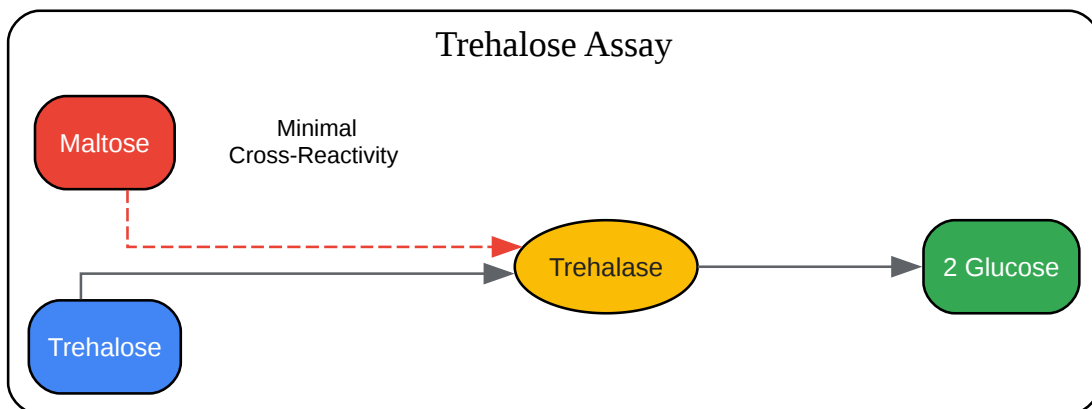 Trehalose Assay
Maltose
Minimal
Cross-Reactivity
Trehalase
2 Glucose
Trehalose